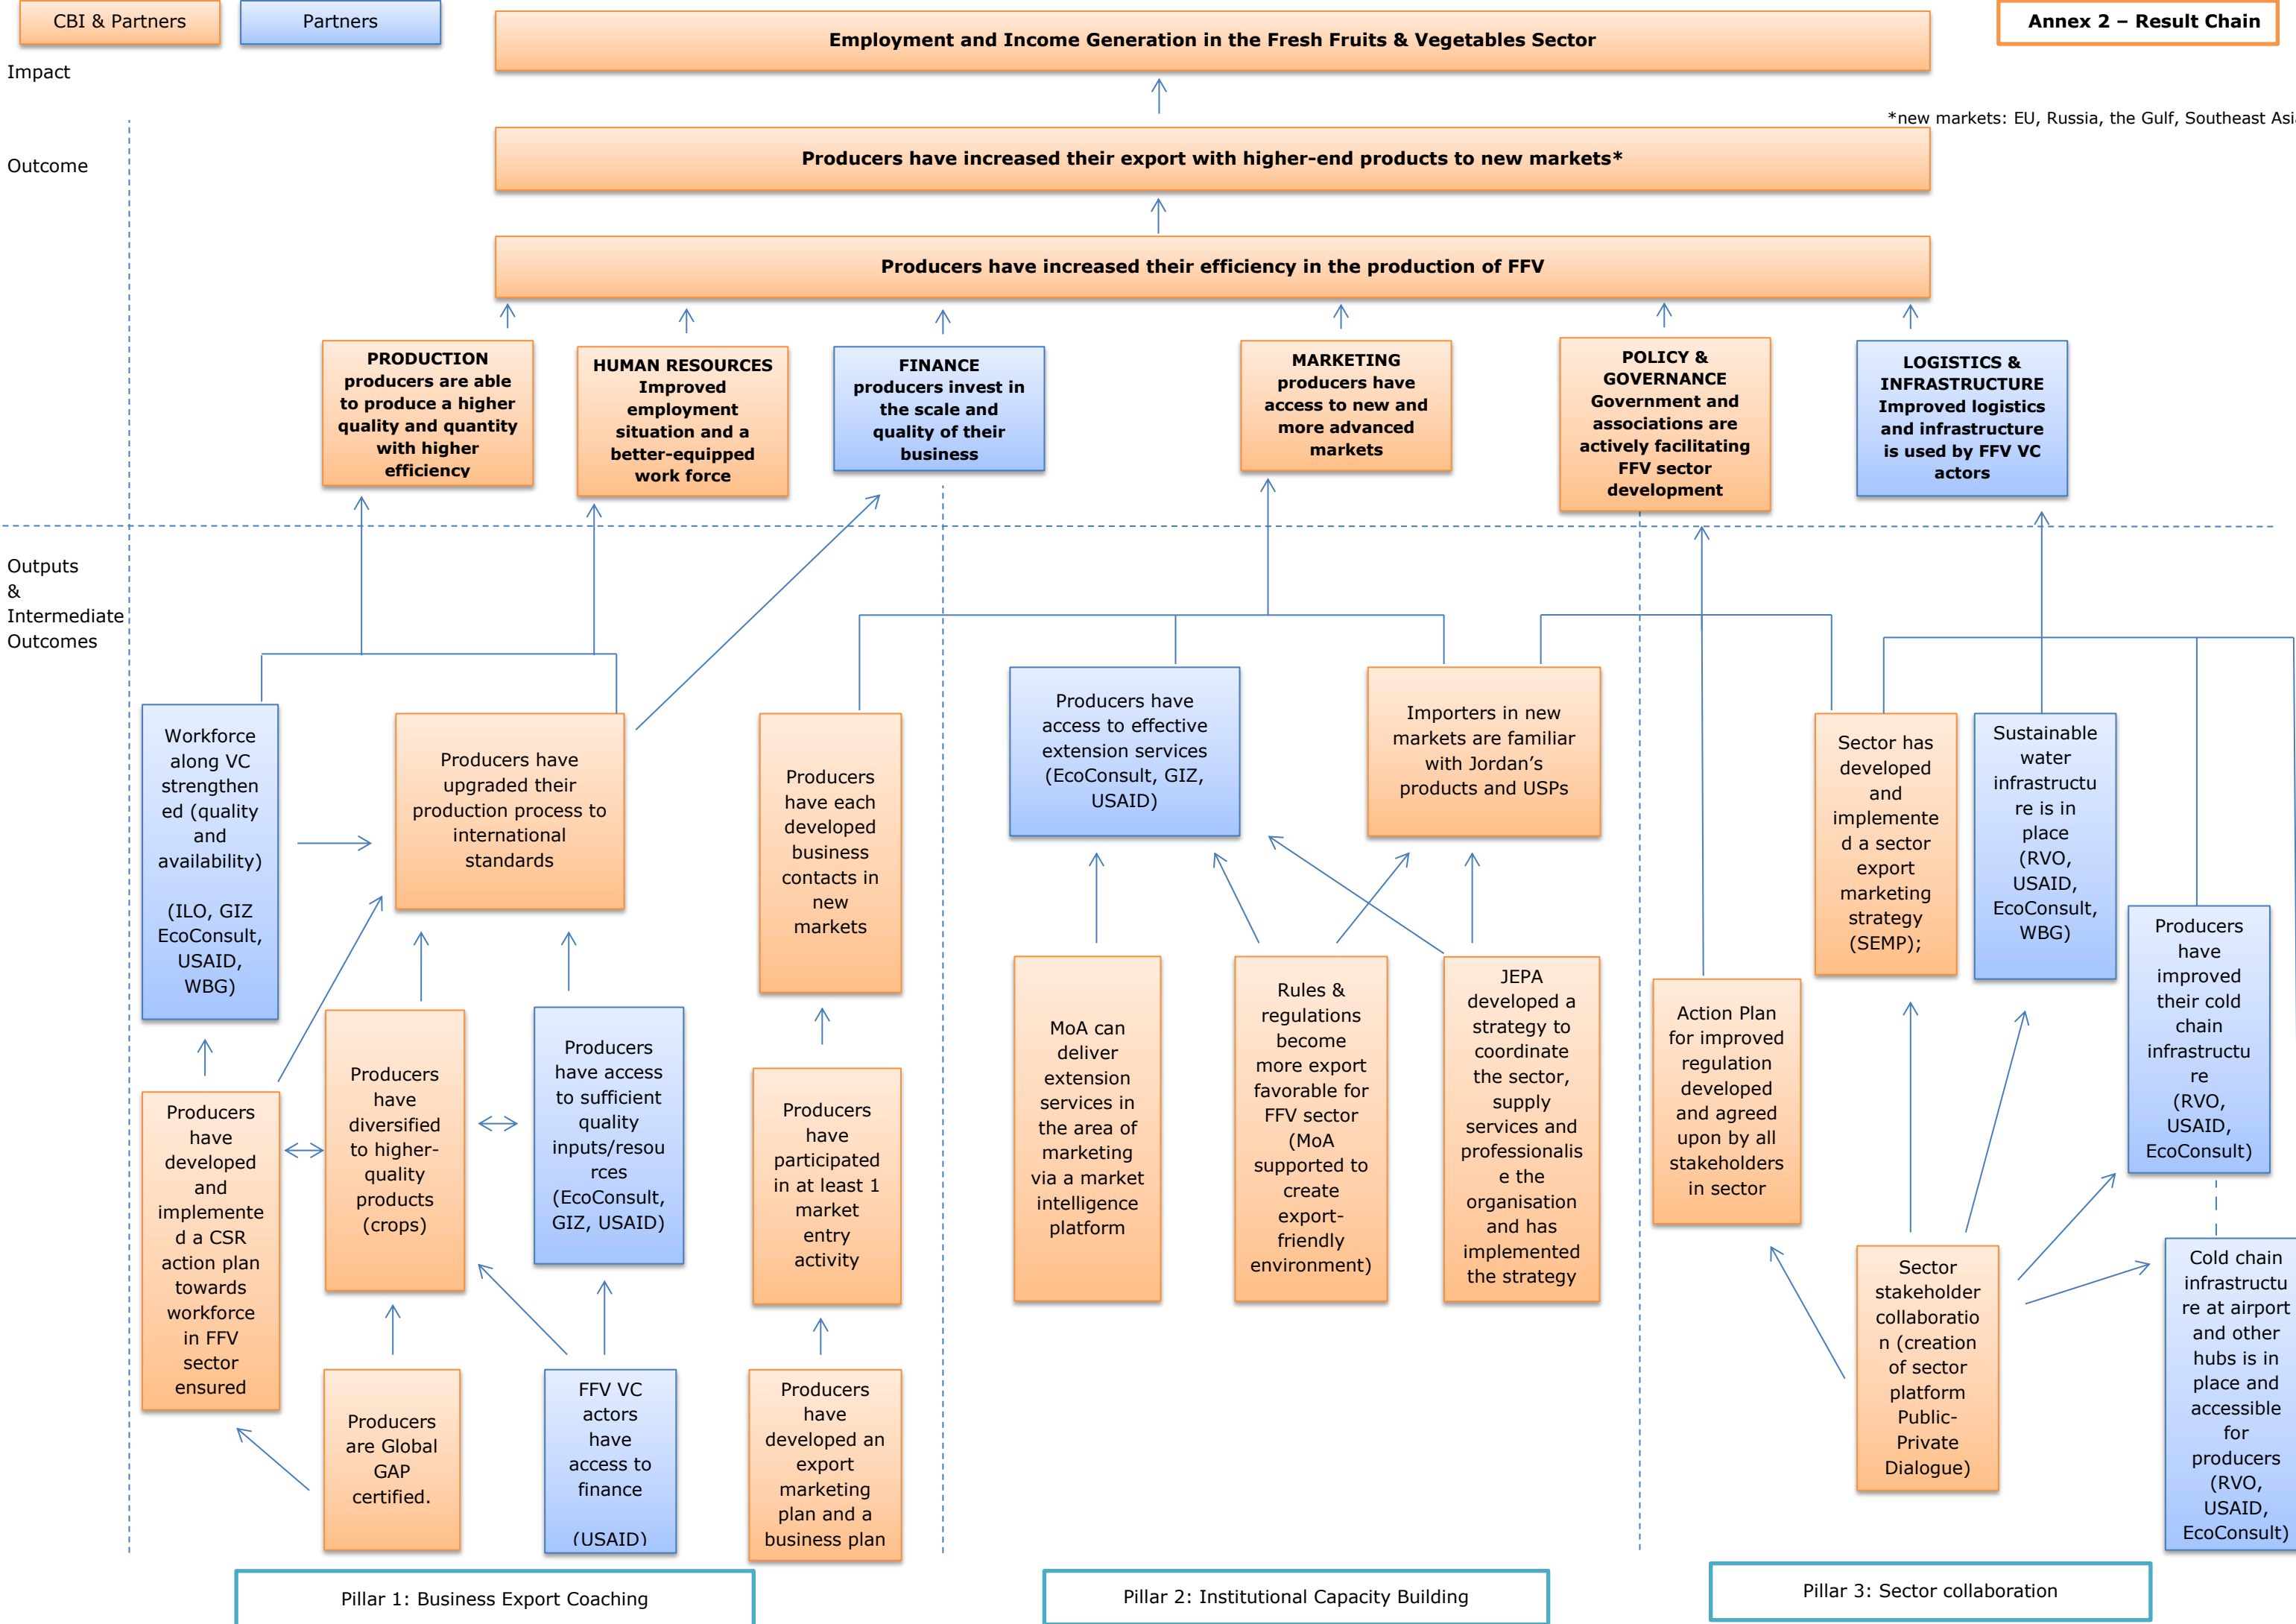 CBI & Partners
Partners
Annex 2 – Result Chain
Employment and Income Generation in the Fresh Fruits & Vegetables Sector
Impact
*new markets: EU, Russia, the Gulf, Southeast Asi
Outcome
Producers have increased their export with higher-end products to new markets*
Producers have increased their efficiency in the production of FFV
PRODUCTION
producers are able
to produce a higher
quality and quantity
with higher
efficiency
HUMAN RESOURCES
Improved
employment
situation and a
better-equipped
work force
FINANCE
producers invest in
the scale and
quality of their
business
MARKETING
producers have
access to new and
more advanced
markets
POLICY &
GOVERNANCE
Government and
associations are
actively facilitating
FFV sector
development
LOGISTICS &
INFRASTRUCTURE
Improved logistics
and infrastructure
is used by FFV VC
actors
Outputs
&
Intermediate
Outcomes
Workforce
along VC
strengthen
ed (quality
and
availability)
(ILO, GIZ
EcoConsult,
USAID,
WBG)
Producers have
upgraded their
production process to
international
standards
Producers
have each
developed
business
contacts in
new
markets
Producers have
access to effective
extension services
(EcoConsult, GIZ,
USAID)
Importers in new
markets are familiar
with Jordan’s
products and USPs
Sector has
developed
and
implemente
d a sector
export
marketing
strategy
(SEMP);
Sustainable
water
infrastructu
re is in
place
(RVO,
USAID,
EcoConsult,
WBG)
Producers
have
improved
their cold
chain
infrastructu
re
(RVO,
USAID,
EcoConsult)
Producers
have
developed
and
implemente
d a CSR
action plan
towards
workforce
in FFV
sector
ensured
Producers
have
diversified
to higher-
quality
products
(crops)
Producers
have access
to sufficient
quality
inputs/resou
rces
(EcoConsult,
GIZ, USAID)
Producers
have
participated
in at least 1
market
entry
activity
MoA can
deliver
extension
services in
the area of
marketing
via a market
intelligence
platform
Rules &
regulations
become
more export
favorable for
FFV sector
(MoA
supported to
create
export-
friendly
environment)
JEPA
developed a
strategy to
coordinate
the sector,
supply
services and
professionalis
e the
organisation
and has
implemented
the strategy
Action Plan
for improved
regulation
developed
and agreed
upon by all
stakeholders
in sector
Sector
stakeholder
collaboratio
n (creation
of sector
platform
Public-
Private
Dialogue)
Cold chain
infrastructu
re at airport
and other
hubs is in
place and
accessible
for
producers
(RVO,
USAID,
EcoConsult)
Producers
are Global
GAP
certified.
FFV VC
actors
have
access to
finance
(USAID)
Producers
have
developed an
export
marketing
plan and a
business plan
Pillar 1: Business Export Coaching
Pillar 2: Institutional Capacity Building
Pillar 3: Sector collaboration